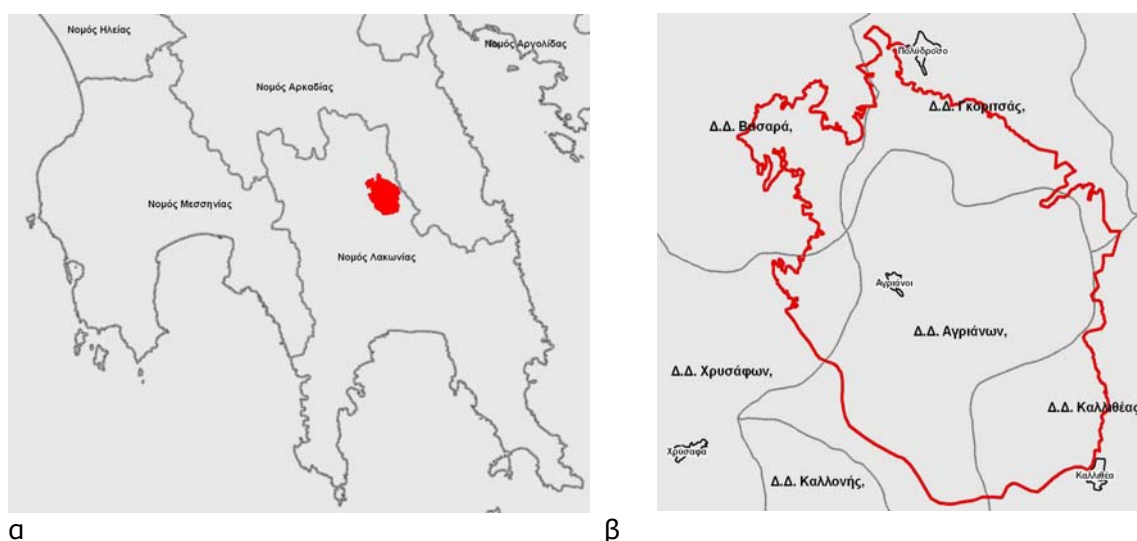 Νομός Ηλείας
Νομός Αργολίδας
Νομός Αρκαδίας
Νομός Μεσσηνίας
Νομός Λακωνίας
α
Πολύδροσο
Δ.Δ. Γκοριτσάς,
Δ.Δ. Βασαρά,
Αγριάνοι
Δ.Δ. Αγριάνων,
Δ.Δ. Χρυσάφων,
Δ.Δ. Καλλιθέας
Χρύσαφα
Δ.Δ. Καλλονής,
Καλλιθέα
β